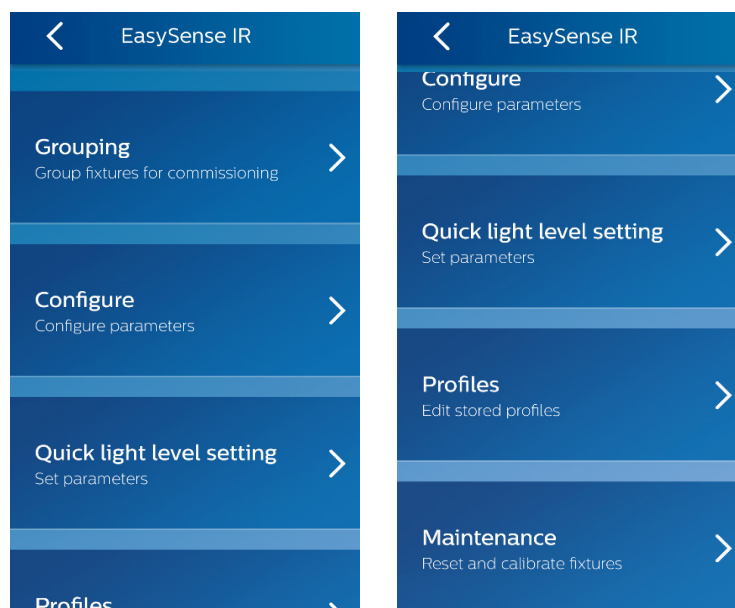 EasySense IR
Grouping
Group fixtures for commissioning
Configure
Configure parameters
Quick light level setting
Set parameters
Profiles
EasySense IR
Configure
Configure parameters
Quick light level setting
Set parameters
Profiles
Edit stored profiles
Maintenance
Reset and calibrate fixtures